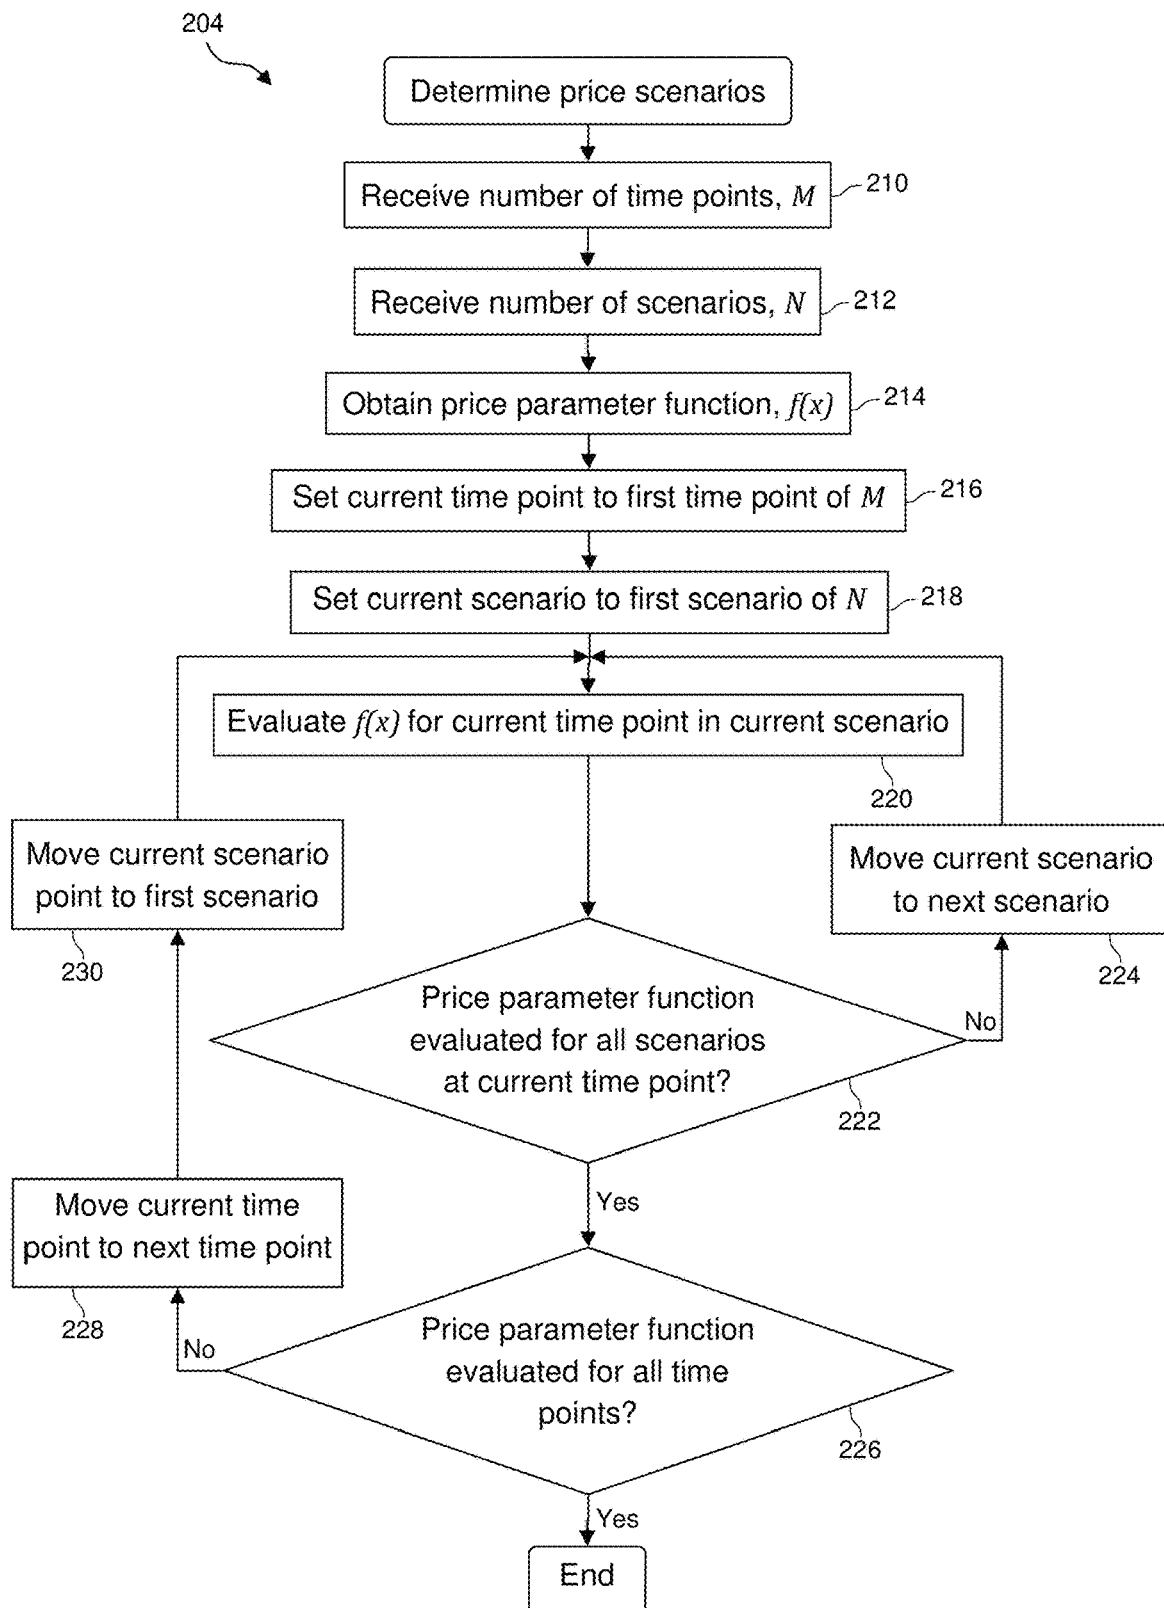 204
Determine price scenarios
Receive number of time points, M
210
Receive number of scenarios, N
212
Obtain price parameter function, f(x)
214
Set current time point to first time point of M
216
Set current scenario to first scenario of N
218
Evaluate f(x) for current time point in current scenario
220
Move current scenario
point to first scenario
230
Move current scenario
to next scenario
224
Price parameter function
evaluated for all scenarios
at current time point?
No
222
Yes
Move current time
point to next time point
228
No
Price parameter function
evaluated for all time
points?
226
Yes
End